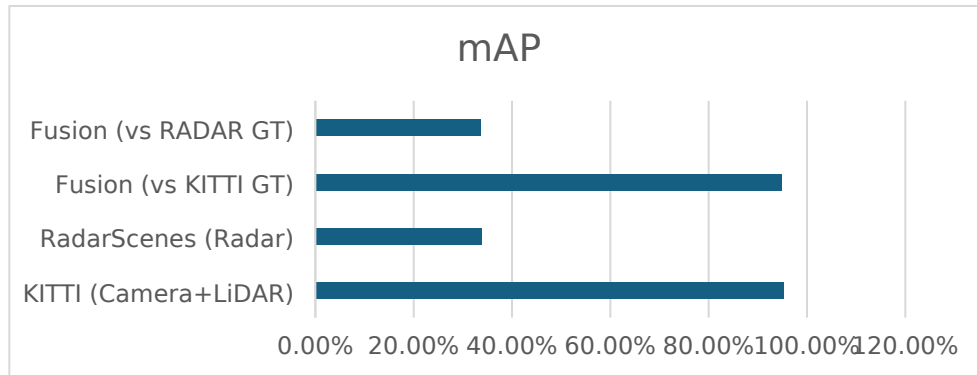 mAP
Fusion (vs RADAR GT)
Fusion (vs KITTI GT)
RadarScenes (Radar)
KITTI (Camera+LiDAR)
0.00% 20.00% 40.00% 60.00% 80.00% 100.00% 120.00%